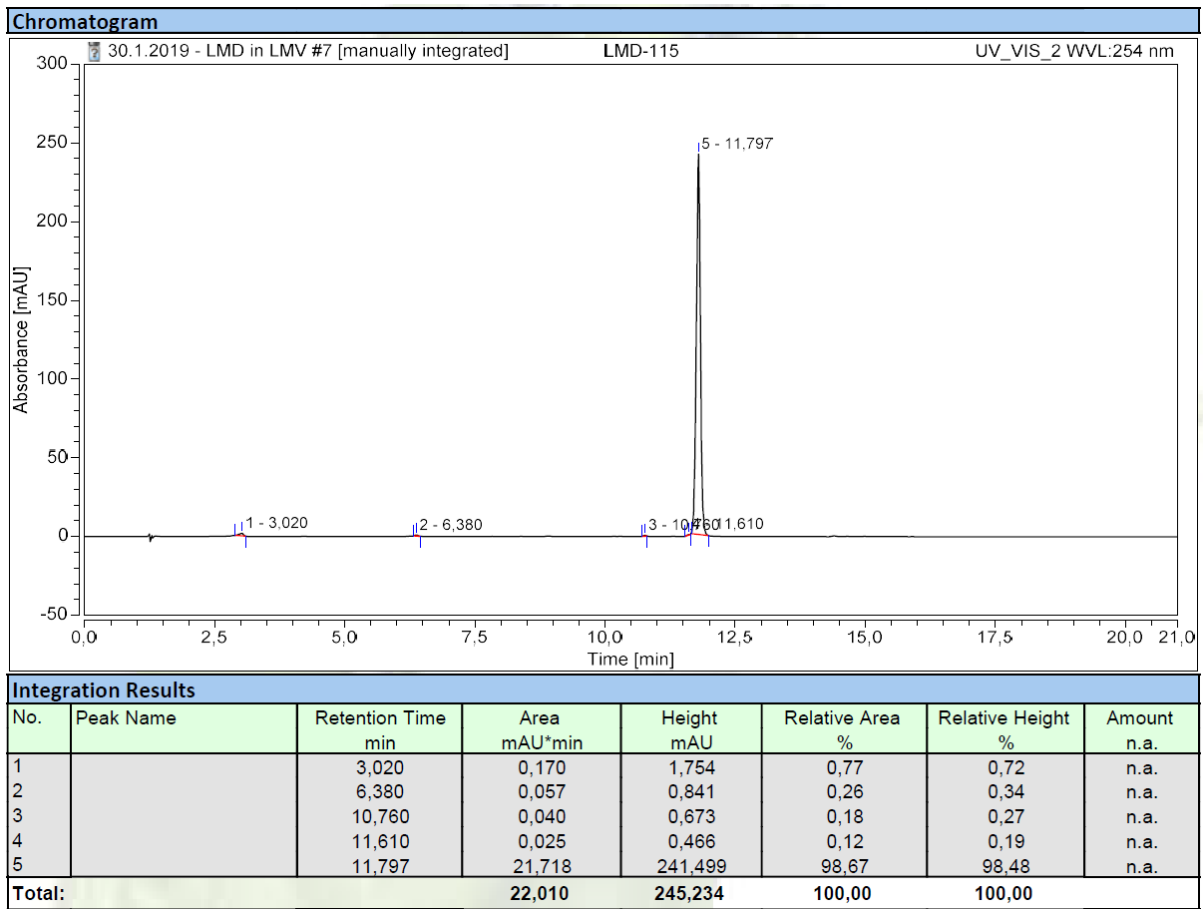 Chromatogram
30.1.2019 - LMD in LMV #7 [manually integrated] LMD-115 UV_VIS_2 WVL:254 nm
Absorbance [mAU]
300
250
200
150
100
50
0
-50
5 - 11,797
1 - 3,020
2 - 6,380
3 - 10,760
11,610
0,0 2,5 5,0 7,5 10,0 12,5 15,0 17,5 20,0 21,0
Time [min]
Integration Results
No. Peak Name Retention Time Area Height Relative Area Relative Height Amount
min mAU*min mAU % % n.a.
1 3,020 0,170 1,754 0,77 0,72 n.a.
2 6,380 0,057 0,841 0,26 0,34 n.a.
3 10,760 0,040 0,673 0,18 0,27 n.a.
4 11,610 0,025 0,466 0,12 0,19 n.a.
5 11,797 21,718 241,499 98,67 98,48 n.a.
Total: 22,010 245,234 100,00 100,00